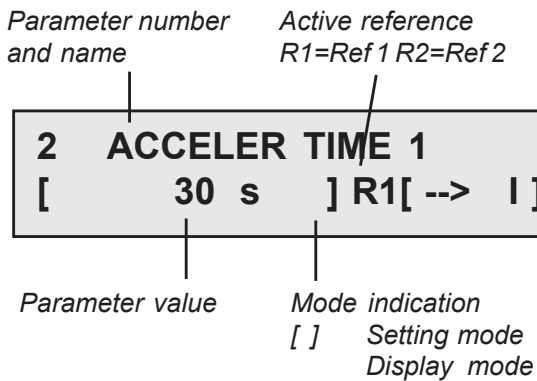 Parameter number
and name
Active reference
R1=Ref 1 R2=Ref 2
2 ACCELER TIME 1
[ 30 s ] R1[ --> I ]
Parameter value
Mode indication
[ ] Setting mode
Display mode